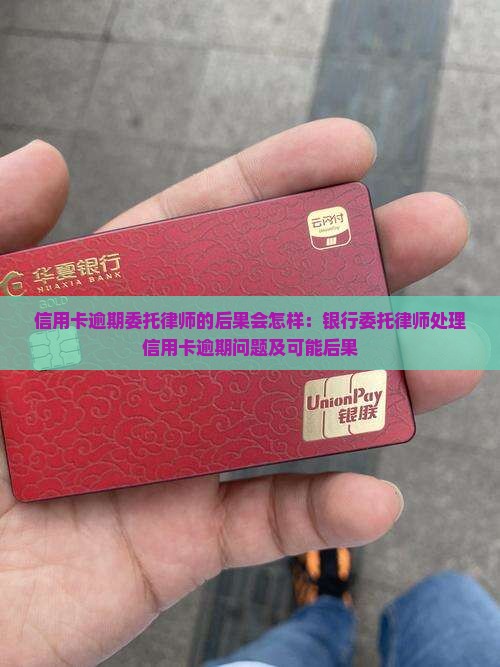 云闪付
UnionPay
华夏银行
HUAXIA BANK
GOLD
信用卡逾期委托律师的后果会怎样：银行委托律师处理
信用卡逾期问题及可能后果
UnionPay
银联